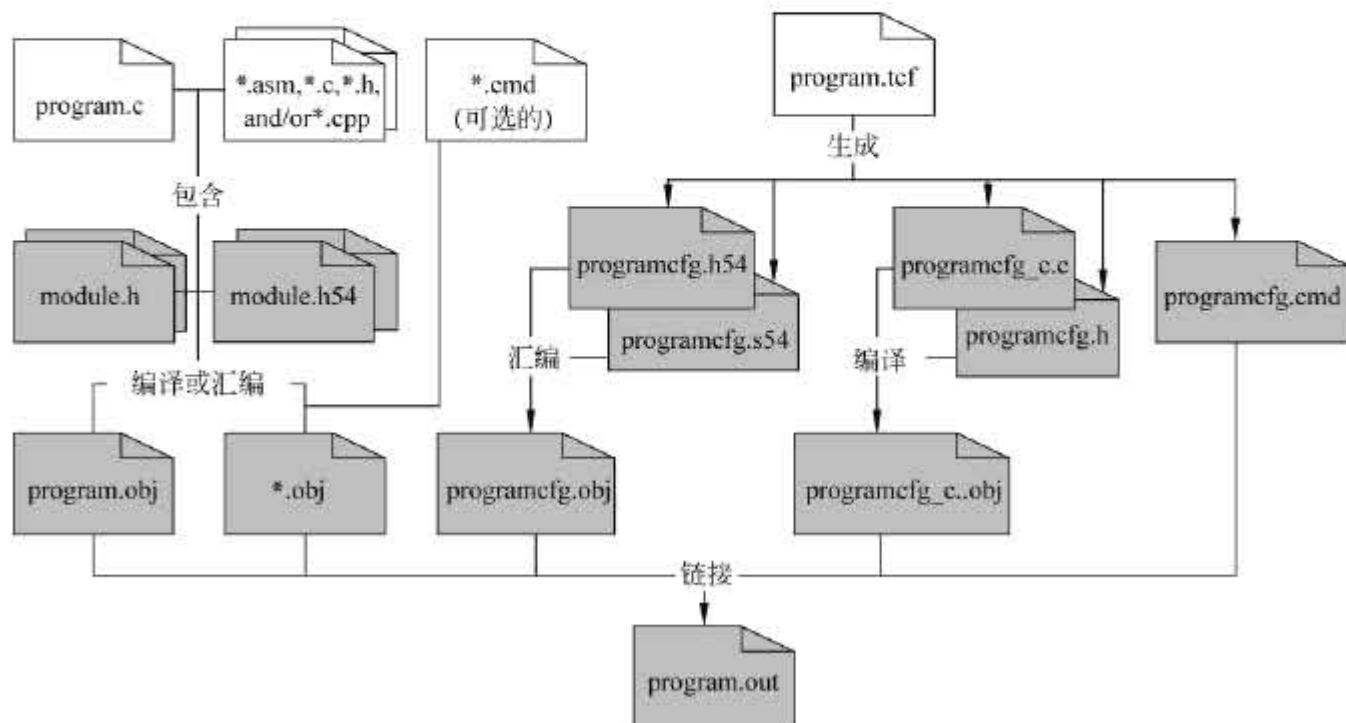 program.c
*.asm,*.c,*.h,
and/or*.cpp
*.cmd
(可选的)
program.tcf
生成
包含
module.h
module.h54
programcfg.h54
programcfg.s54
programcfg_c.c
programcfg.h
programcfg.cmd
汇编
编译
编译或汇编
program.obj
*.obj
programcfg.obj
programcfg_c..obj
链接
program.out